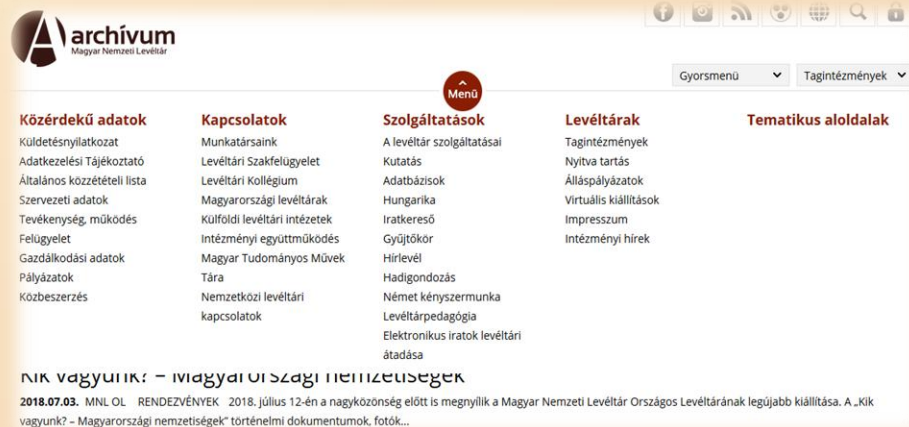 archívum
Magyar Nemzeti Levéltár
Gyorsmenü
Tagintézmények
Menü
Közérdekű adatok
Küldetésnyilatkozat
Adatkezelési Tájékoztató
Általános közzétételi lista
Szervezeti adatok
Tevékenység, működés
Felügyelet
Gazdálkodási adatok
Pályázatok
Közbeszerzés
Kapcsolatok
Munkatársaink
Levéltári Szakfelügyelet
Levéltári Kollégium
Magyarországi levéltárak
Külföldi levéltári intézetek
Intézményi együttműködés
Magyar Tudományos Művek
Tára
Nemzetközi levéltári
kapcsolatok
Szolgáltatások
A levéltár szolgáltatásai
Kutatás
Adatbázisok
Hungarika
Iratkereső
Gyűjtőkör
Hírlevél
Hadigondozás
Német kényszermunka
Levéltárpedagógia
Elektronikus iratok levéltári
átadása
Levéltárak
Tagintézmények
Nyitva tartás
Álláspályázatok
Virtuális kiállítások
Impresszum
Intézményi hírek
Tematikus aloldalak
Kik vagyunk? – Magyarországi nemzetiségek
2018.07.03. MNL OL RENDEZVÉNYEK 2018. július 12-én a nagyközönség előtt is megnyílik a Magyar Nemzeti Levéltár Országos Levéltárának legújabb kiállítása. A „Kik
vagyunk? – Magyarországi nemzetiségek” történelmi dokumentumok, fotók...